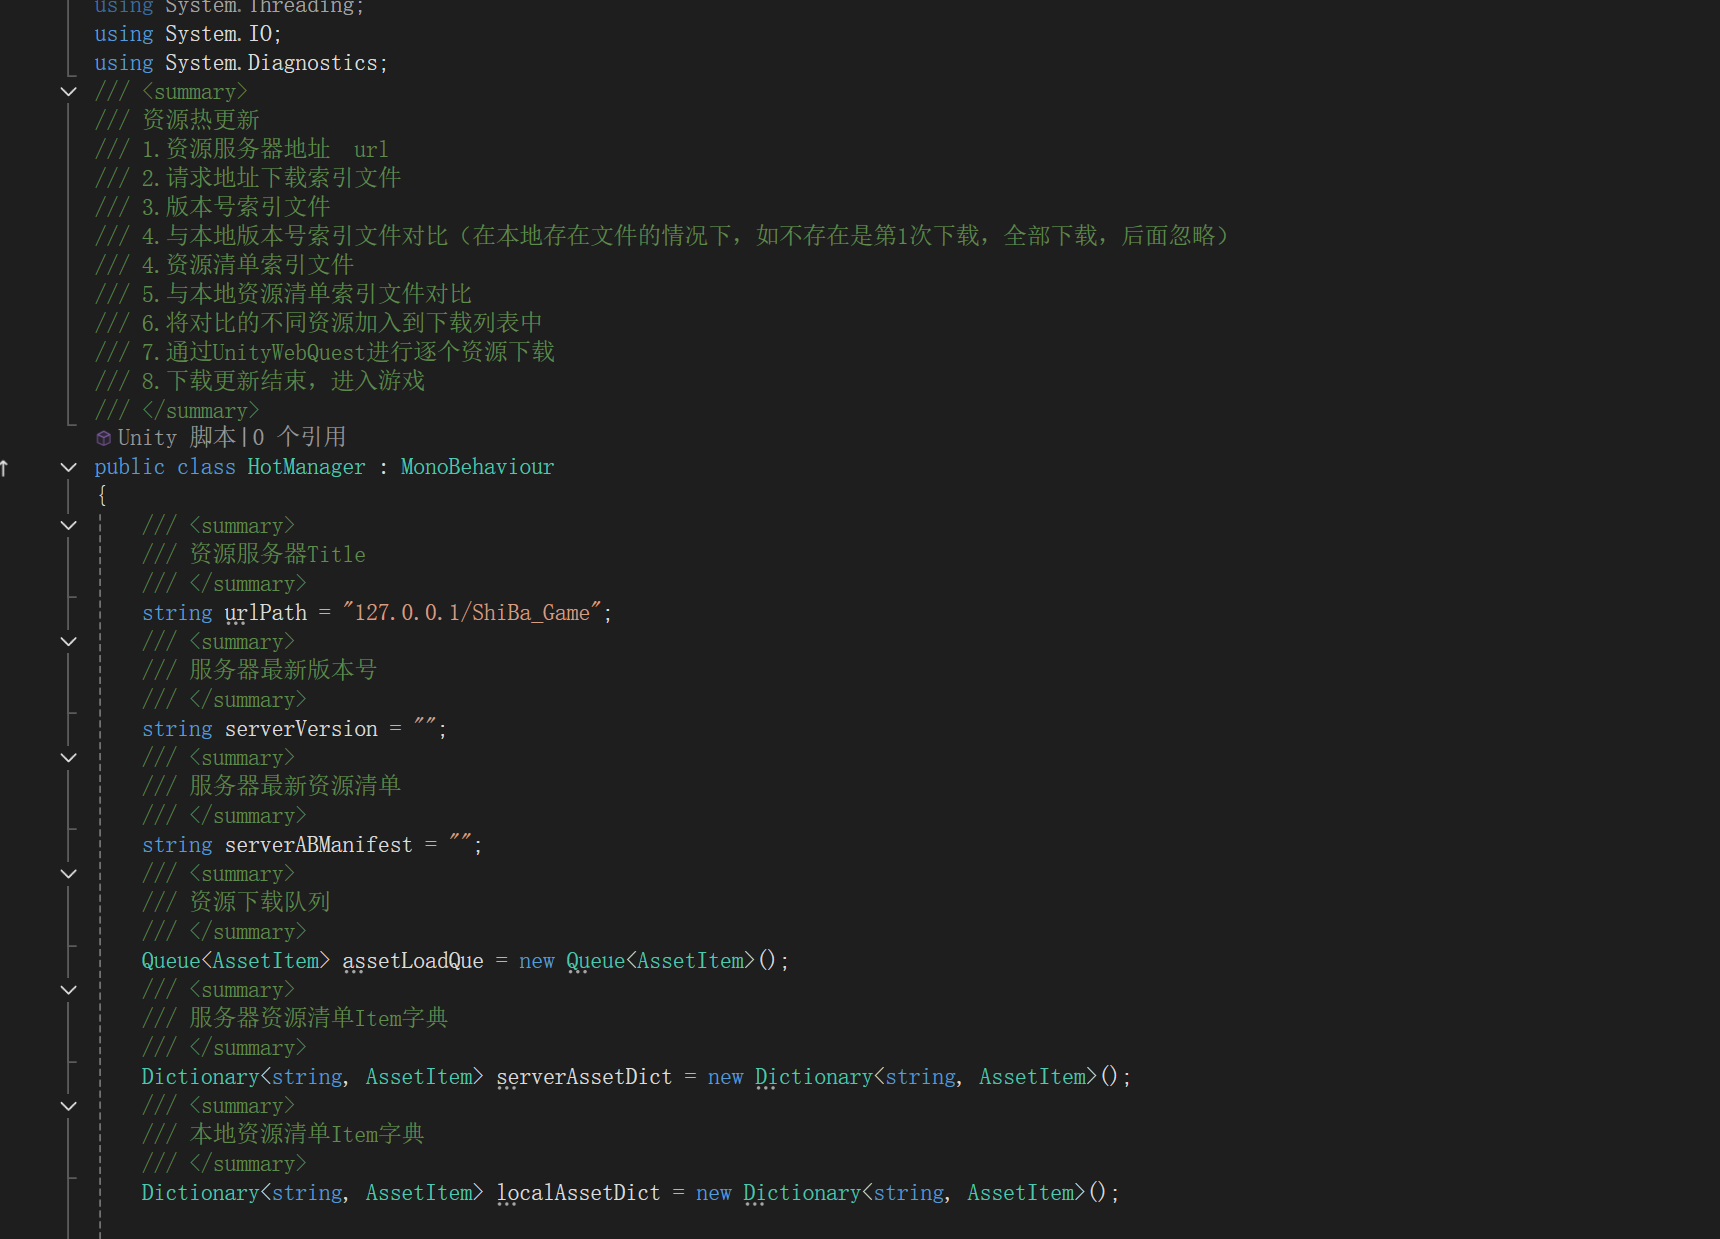 using System.Threading;
using System.IO;
using System.Diagnostics;
/// <summary>
/// 资源热更新
/// 1.资源服务器地址  url
/// 2.请求地址下载索引文件
/// 3.版本号索引文件
/// 4.与本地版本号索引文件对比（在本地存在文件的情况下，如不存在是第1次下载，全部下载，后面忽略）
/// 4.资源清单索引文件
/// 5.与本地资源清单索引文件对比
/// 6.将对比的不同资源加入到下载列表中
/// 7.通过UnityWebQuest进行逐个资源下载
/// 8.下载更新结束，进入游戏
/// </summary>
Unity 脚本|0 个引用
public class HotManager : MonoBehaviour
{
/// <summary>
/// 资源服务器Title
/// </summary>
string urlPath = "127.0.0.1/ShiBa_Game";
/// <summary>
/// 服务器最新版本号
/// </summary>
string serverVersion = "";
/// <summary>
/// 服务器最新资源清单
/// </summary>
string serverABManifest = "";
/// <summary>
/// 资源下载队列
/// </summary>
Queue<AssetItem> assetLoadQue = new Queue<AssetItem>();
/// <summary>
/// 服务器资源清单Item字典
/// </summary>
Dictionary<string, AssetItem> serverAssetDict = new Dictionary<string, AssetItem>();
/// <summary>
/// 本地资源清单Item字典
/// </summary>
Dictionary<string, AssetItem> localAssetDict = new Dictionary<string, AssetItem>();